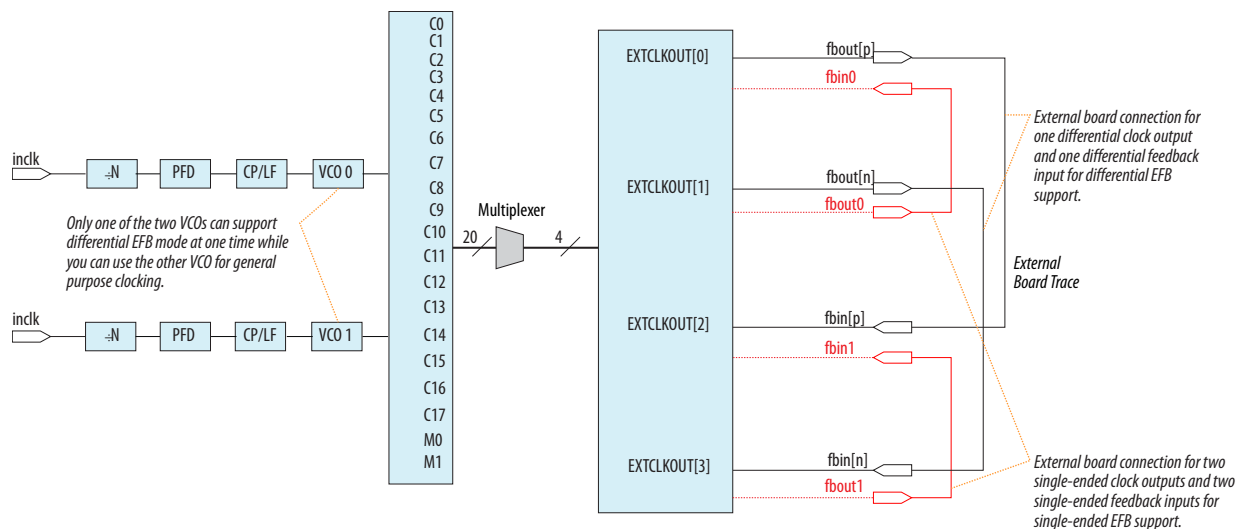 inclk
÷N
PFD
CP/LF
VCO 0
Only one of the two VCOs can support
differential EFB mode at one time while
you can use the other VCO for general
purpose clocking.
inclk
÷N
PFD
CP/LF
VCO 1
C0
C1
C2
C3
C4
C5
C6
C7
C8
C9
C10
C11
C12
C13
C14
C15
C16
C17
M0
M1
20
Multiplexer
4
EXTCLKOUT[0]
EXTCLKOUT[1]
EXTCLKOUT[2]
EXTCLKOUT[3]
fbout[p]
fbin0
fbout[n]
fbout0
fbin[p]
fbin1
fbin[n]
fbout1
External board connection for
one differential clock output
and one differential feedback
input for differential EFB
support.
External
Board Trace
External board connection for two
single-ended clock outputs and two
single-ended feedback inputs for
single-ended EFB support.